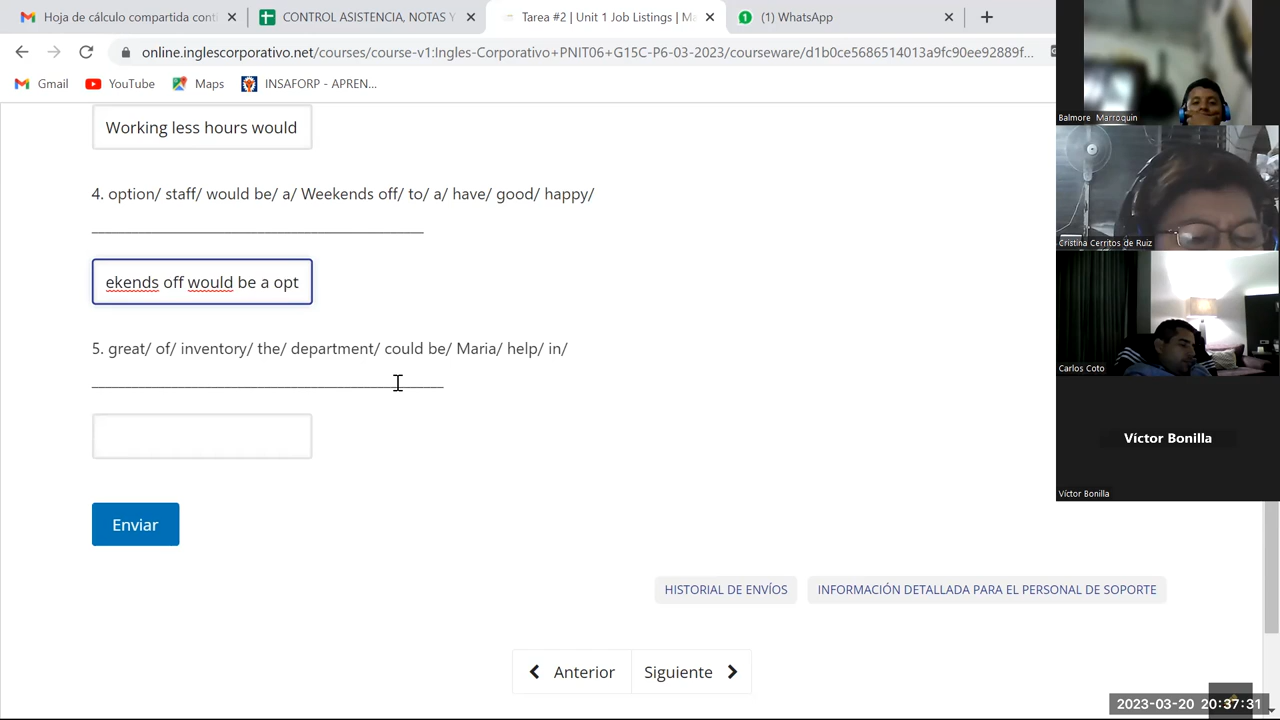 Hoja de cálculo compartida cont
CONTROL ASISTENCIA, NOTAS Y
Tarea #2 | Unit 1 Job Listings | Ma
(1) WhatsApp
online.inglescorporativo.net/courses/course-v1:Ingles-Corporativo+PNIT06+G15C-P6-03-2023/courseware/d1b0ce5686514013a9fc90ee92889f...
Gmail YouTube Maps INSAFORP - APREN...
Working less hours would
4. option/ staff/ would be/ a/ Weekends off/ to/ a/ have/ good/ happy/
ekends off would be a opt
5. great/ of/ inventory/ the/ department/ could be/ Maria/ help/ in/
Enviar
HISTORIAL DE ENVÍOS INFORMACIÓN DETALLADA PARA EL PERSONAL DE SOPORTE
Anterior Siguiente
Balmore Marroquin
Cristina Cerritos de Ruiz
Carlos Coto
Víctor Bonilla
Víctor Bonilla
2023-03-20 20:37:31